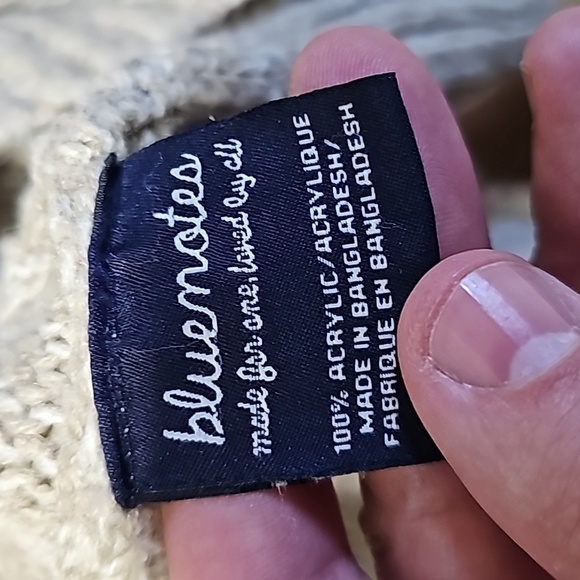 bluenotes
made for one, loved by all
100% ACRYLIC/ACRYLIQUE
MADE IN BANGLADESH/
FABRIQUE EN BANGLADESH